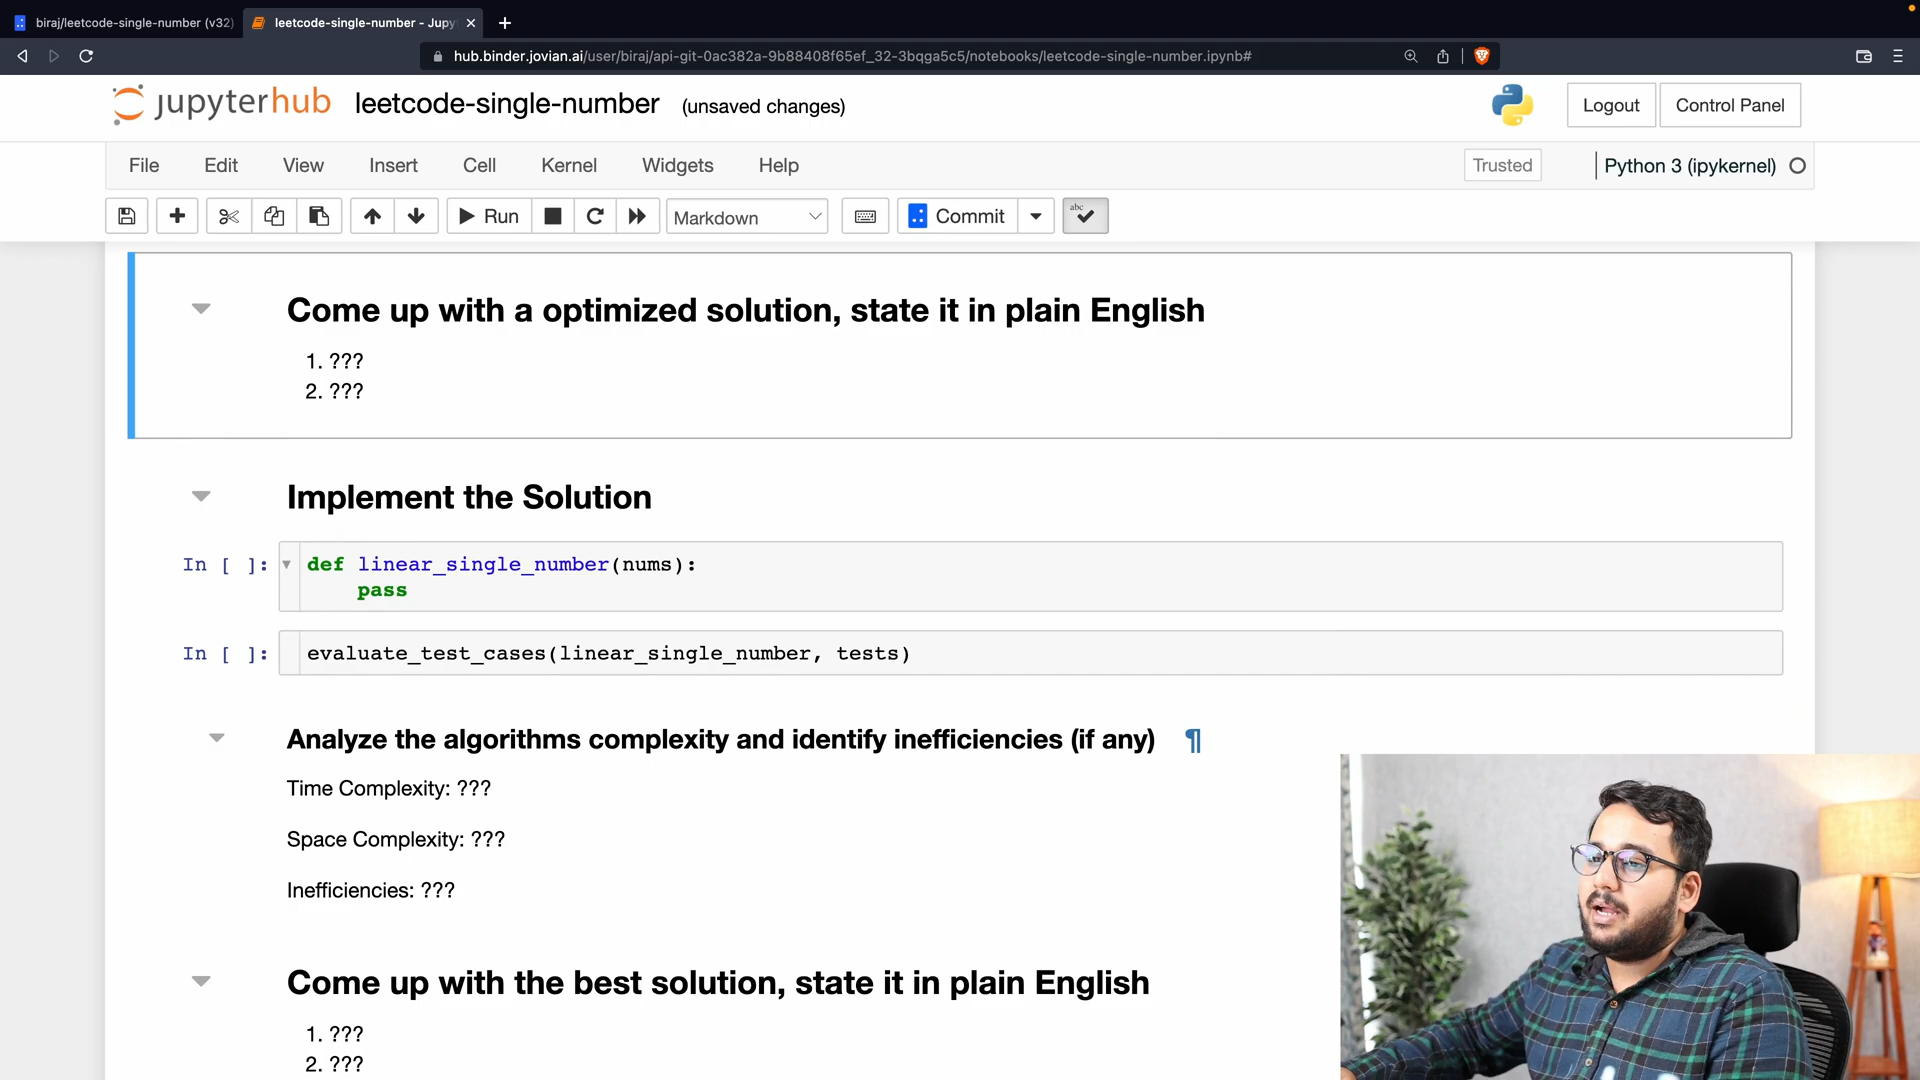 biraj/leetcode-single-number (v32)
leetcode-single-number - Jupy
hub.binder.jovian.ai/user/biraj/api-git-0ac382a-9b88408f65ef_32-3bqga5c5/notebooks/leetcode-single-number.ipynb#
jupyterhub leetcode-single-number (unsaved changes)
Logout Control Panel
File Edit View Insert Cell Kernel Widgets Help
Trusted Python 3 (ipykernel)
Run Markdown Commit abc
Come up with a optimized solution, state it in plain English
1. ???
2. ???
Implement the Solution
In [ ]: def linear_single_number(nums):
pass
In [ ]: evaluate_test_cases(linear_single_number, tests)
Analyze the algorithms complexity and identify inefficiencies (if any) ¶
Time Complexity: ???
Space Complexity: ???
Inefficiencies: ???
Come up with the best solution, state it in plain English
1. ???
2. ???